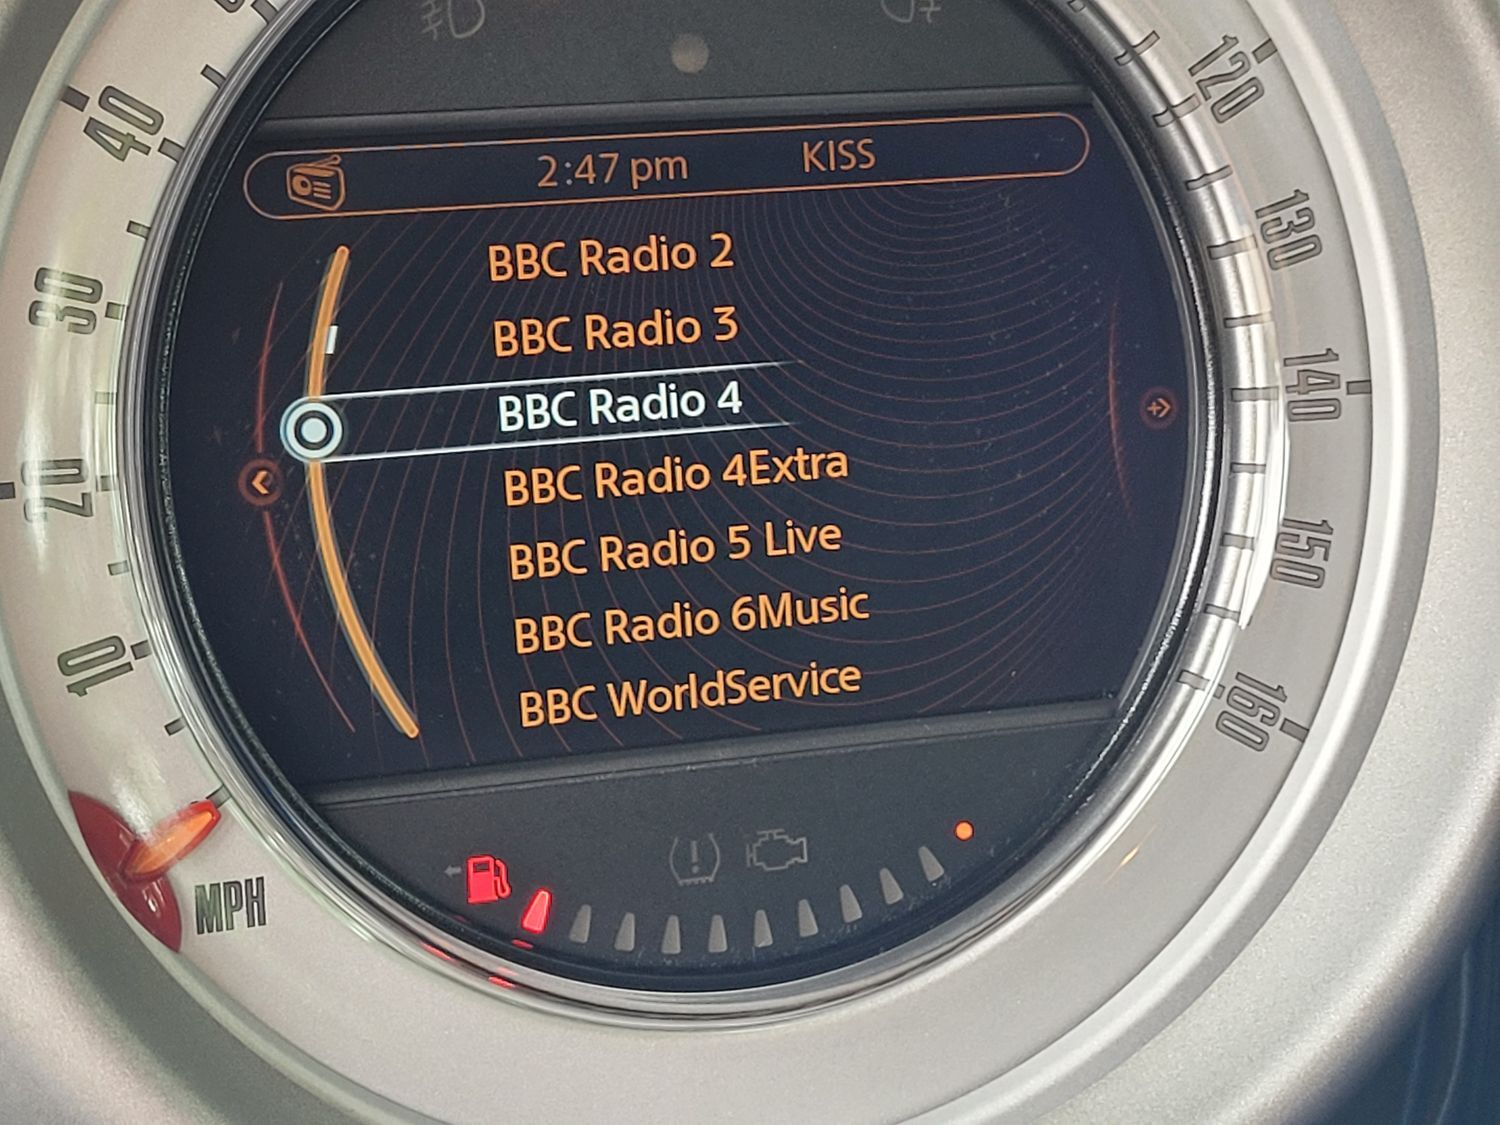 2:47 pm KISS
BBC Radio 2
BBC Radio 3
BBC Radio 4
BBC Radio 4Extra
BBC Radio 5 Live
BBC Radio 6Music
BBC WorldService
40
30
20
10
MPH
120
130
140
150
160